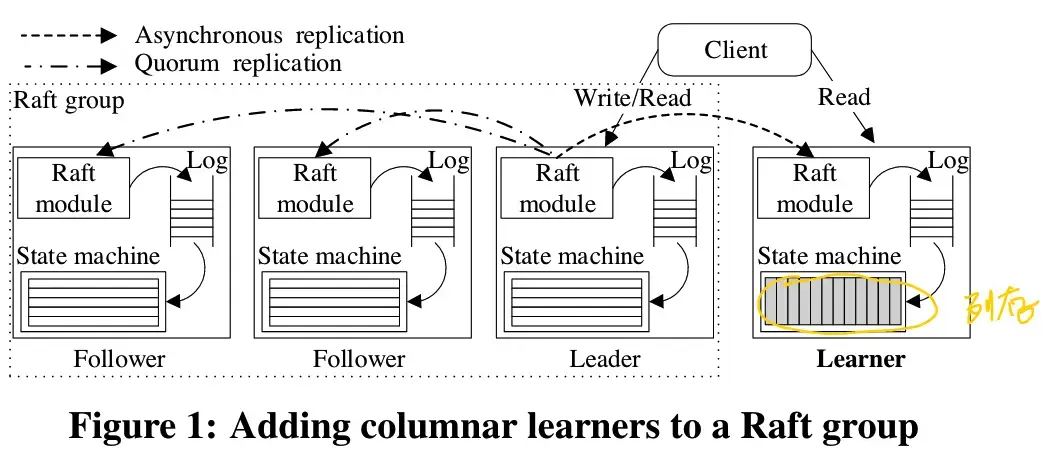 Asynchronous replication
Quorum replication
Client
Raft group
Write/Read
Read
Raft module
Log
State machine
Follower
Raft module
Log
State machine
Follower
Raft module
Log
State machine
Leader
Raft module
Log
State machine
Learner
列存
Figure 1: Adding columnar learners to a Raft group